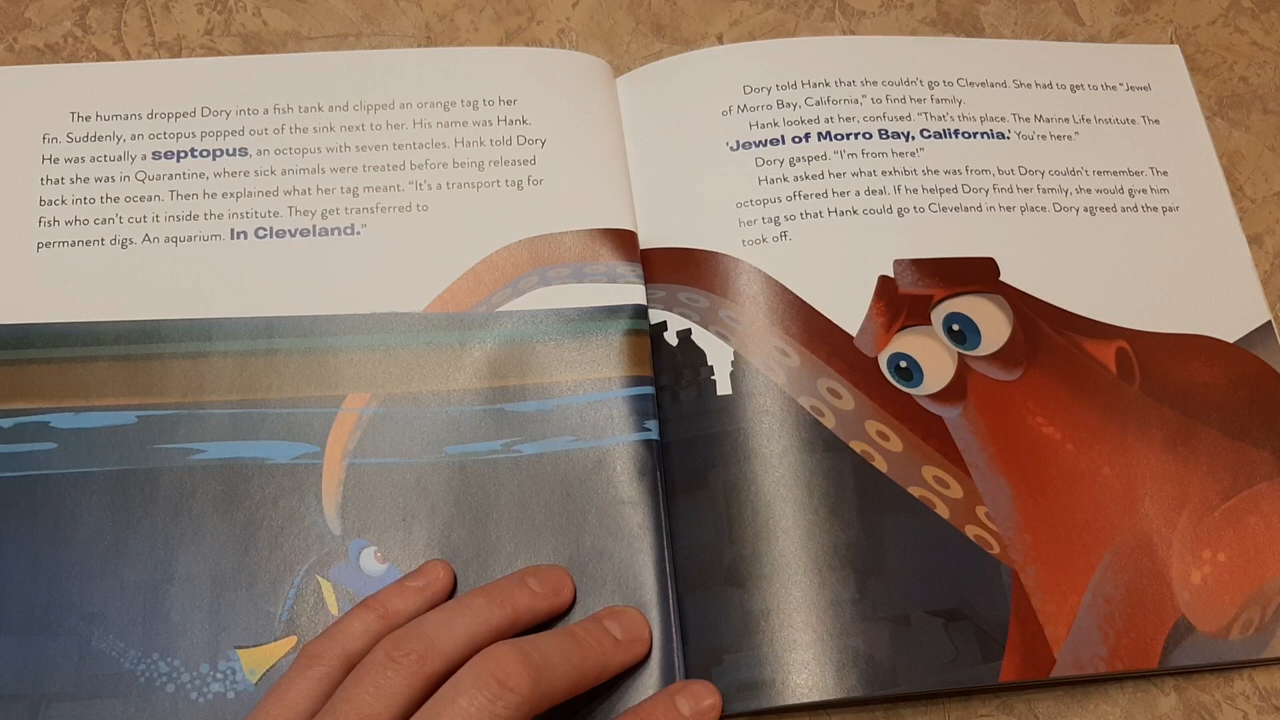 The humans dropped Dory into a fish tank and clipped an orange tag to her
fin. Suddenly, an octopus popped out of the sink next to her. His name was Hank.
He was actually a septopus, an octopus with seven tentacles. Hank told Dory
that she was in Quarantine, where sick animals were treated before being released
back into the ocean. Then he explained what her tag meant. “It’s a transport tag for
fish who can’t cut it inside the institute. They get transferred to
permanent digs. An aquarium. In Cleveland.”
Dory told Hank that she couldn’t go to Cleveland. She had to get to the “Jewel
of Morro Bay, California,” to find her family.
Hank looked at her, confused. “That’s this place. The Marine Life Institute. The
‘Jewel of Morro Bay, California.’ You’re here.”
Dory gasped. “I’m from here!”
Hank asked her what exhibit she was from, but Dory couldn’t remember. The
octopus offered her a deal. If he helped Dory find her family, she would give him
her tag so that Hank could go to Cleveland in her place. Dory agreed and the pair
took off.